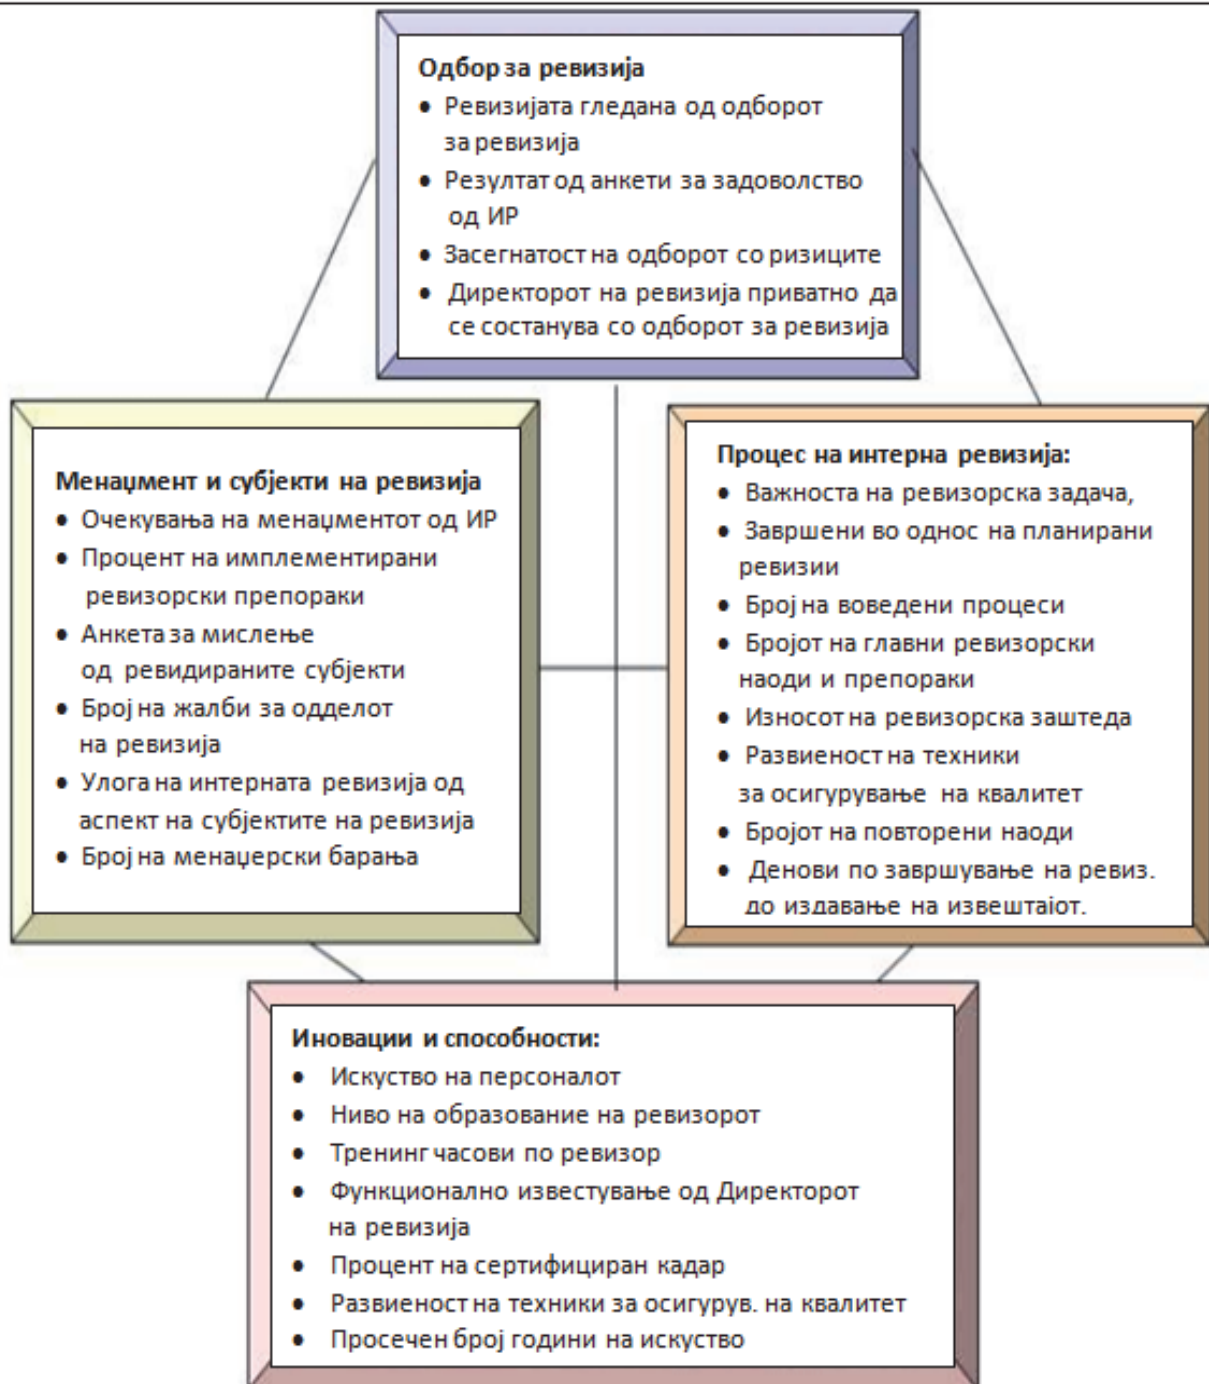 Одбор за ревизија
• Ревизијата гледана од одборот
за ревизија
• Резултат од анкети за задоволство
од ИР
• Засегнатост на одборот со ризиците
• Директорот на ревизија приватно да
се состанува со одборот за ревизија
Менаџмент и субјекти на ревизија
• Очекувања на менаџментот од ИР
• Процент на имплементирани
ревизорски препораки
• Анкета за мислење
од ревидираните субјекти
• Број на жалби за одделот
на ревизија
• Улога на интерната ревизија од
аспект на субјектите на ревизија
• Број на менаџерски барања
Процес на интерна ревизија:
• Важноста на ревизорска задача,
• Завршени во однос на планирани
ревизии
• Број на воведени процеси
• Бројот на главни ревизорски
наоди и препораки
• Износот на ревизорска заштеда
• Развиеност на техники
за осигурување на квалитет
• Бројот на повторени наоди
• Денови по завршување на ревиз.
до издавање на извештајот.
Иновации и способности:
• Искуство на персоналот
• Ниво на образование на ревизорот
• Тренинг часови по ревизор
• Функционално известување од Директорот
на ревизија
• Процент на сертифициран кадар
• Развиеност на техники за осигурув. на квалитет
• Просечен број години на искуство